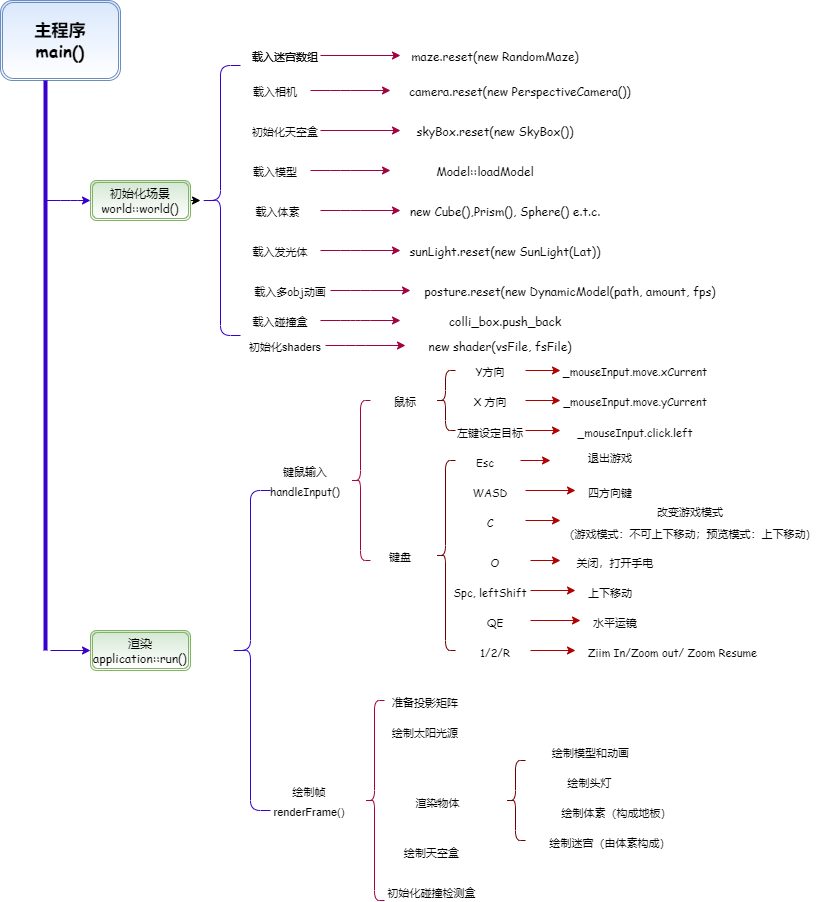 主程序
main()
初始化场景
world::world()
载入迷宫数组
maze.reset(new RandomMaze)
载入相机
camera.reset(new PerspectiveCamera())
初始化天空盒
skyBox.reset(new SkyBox())
载入模型
Model::loadModel
载入体素
new Cube(),Prism(), Sphere() e.t.c.
载入发光体
sunLight.reset(new SunLight(Lat))
载入多obj动画
posture.reset(new DynamicModel(path, amount, fps)
载入碰撞盒
colli_box.push_back
初始化shaders
new shader(vsFile, fsFile)
渲染
application::run()
键鼠输入
handleInput()
鼠标
Y方向
_mouseInput.move.xCurrent
X 方向
_mouseInput.move.yCurrent
左键设定目标
_mouseInput.click.left
键盘
Esc
退出游戏
WASD
四方向键
C
改变游戏模式
(游戏模式：不可上下移动；预览模式：上下移动)
O
关闭，打开手电
Spc, leftShift
上下移动
QE
水平运镜
1/2/R
Ziim In/Zoom out/ Zoom Resume
绘制帧
renderFrame()
准备投影矩阵
绘制太阳光源
渲染物体
绘制模型和动画
绘制头灯
绘制体素（构成地板）
绘制迷宫（由体素构成）
绘制天空盒
初始化碰撞检测盒